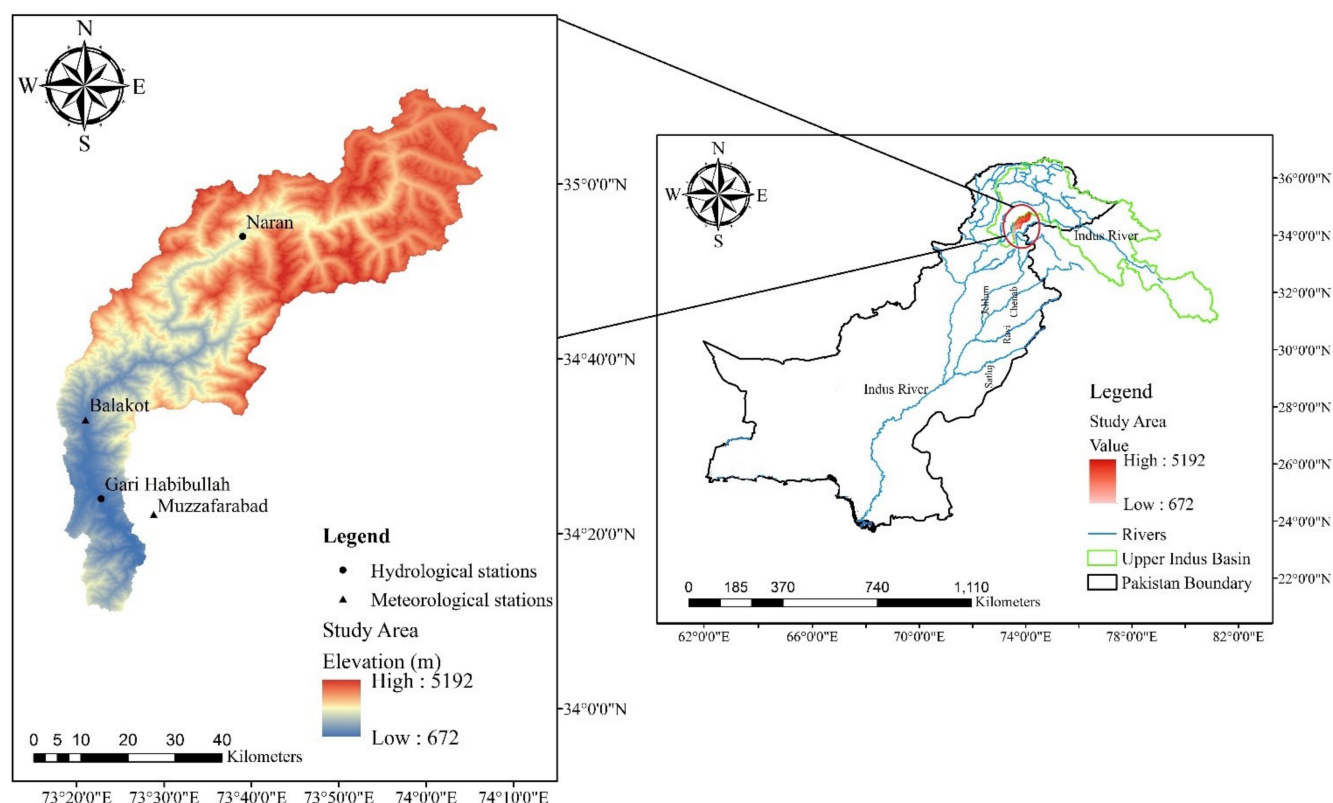 N
W
E
S
Naran
Balakot
Gari Habibullah
Muzzafarabad
Legend
Hydrological stations
Meteorological stations
Study Area
Elevation (m)
High : 5192
Low : 672
0 5 10 20 30 40
Kilometers
35°0'0"N
34°40'0"N
34°20'0"N
34°0'0"N
73°20'0"E 73°30'0"E 73°40'0"E 73°50'0"E 74°0'0"E 74°10'0"E
N
W
E
S
Indus River
Jehlum
Chenab
Ravi
Satluj
Indus River
Legend
Study Area
Value
High : 5192
Low : 672
Rivers
Upper Indus Basin
Pakistan Boundary
0 185 370 740 1,110
Kilometers
36°0'0"N
34°0'0"N
32°0'0"N
30°0'0"N
28°0'0"N
26°0'0"N
24°0'0"N
22°0'0"N
62°0'0"E 66°0'0"E 70°0'0"E 74°0'0"E 78°0'0"E 82°0'0"E